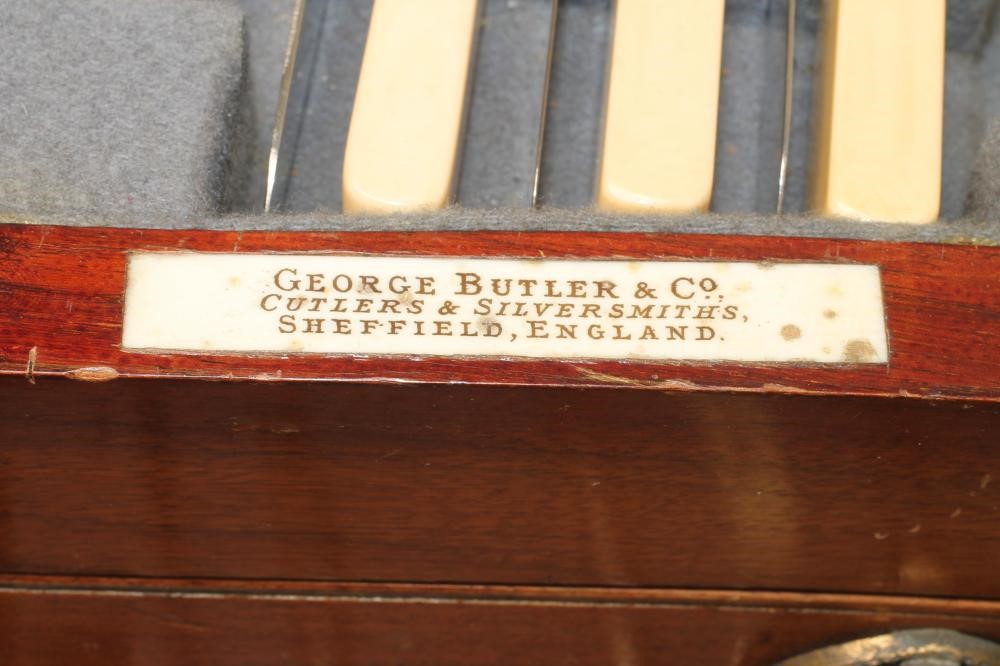 GEORGE BUTLER & Co.,
CUTLERS & SILVERSMITHS,
SHEFFIELD, ENGLAND.